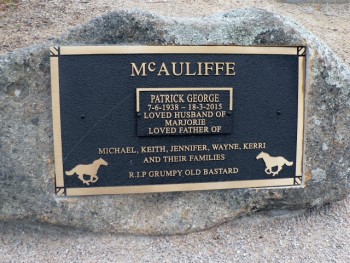 McAULIFFE
PATRICK GEORGE
7-6-1938 ~ 18-3-2015
LOVED HUSBAND OF
MARJORIE
LOVED FATHER OF
MICHAEL, KEITH, JENNIFER, WAYNE, KERRI
AND THEIR FAMILIES
R.I.P GRUMPY OLD BASTARD